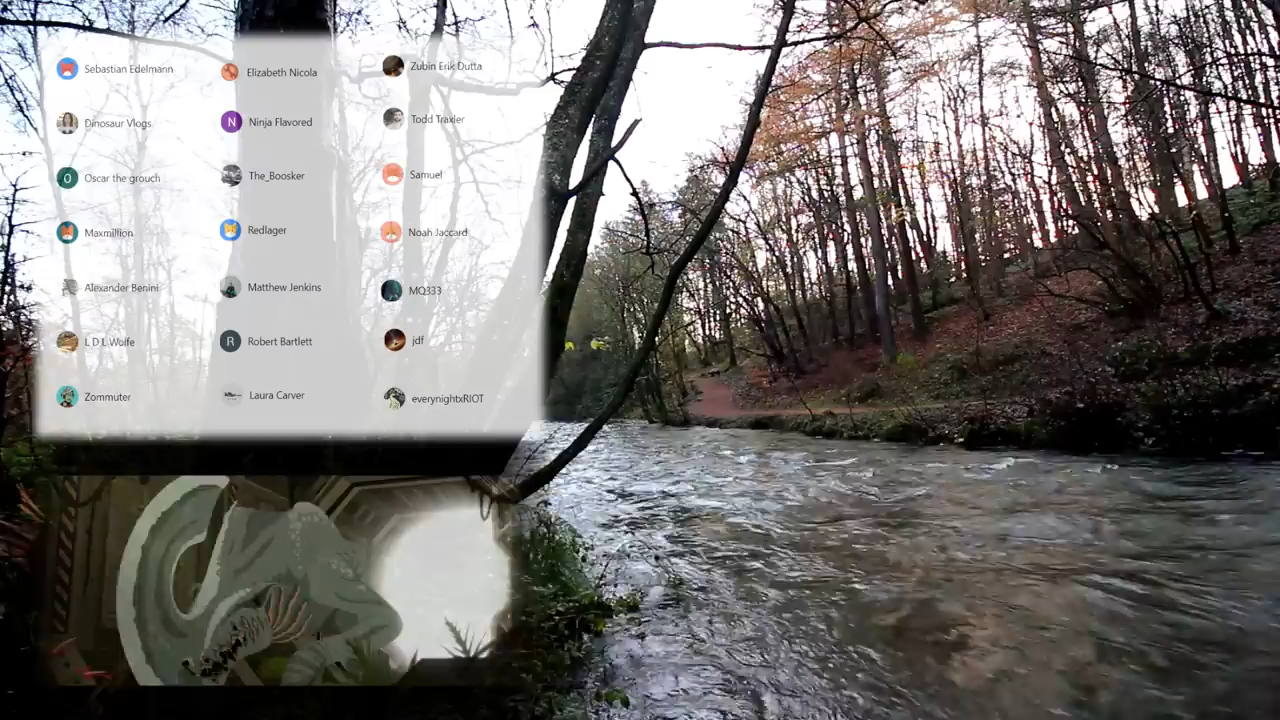 Sebastian Edelmann
Elizabeth Nicola
Zubin Erik Dutta
Dinosaur Vlogs
N
Ninja Flavored
Todd Traxler
O
Oscar the grouch
The_Boosker
Samuel
Maxmillion
Redlager
Noah Jaccard
Alexander Benini
Matthew Jenkins
MQ333
L D L Wolfe
R
Robert Bartlett
jdf
Zommuter
Laura Carver
everynightxRIOT